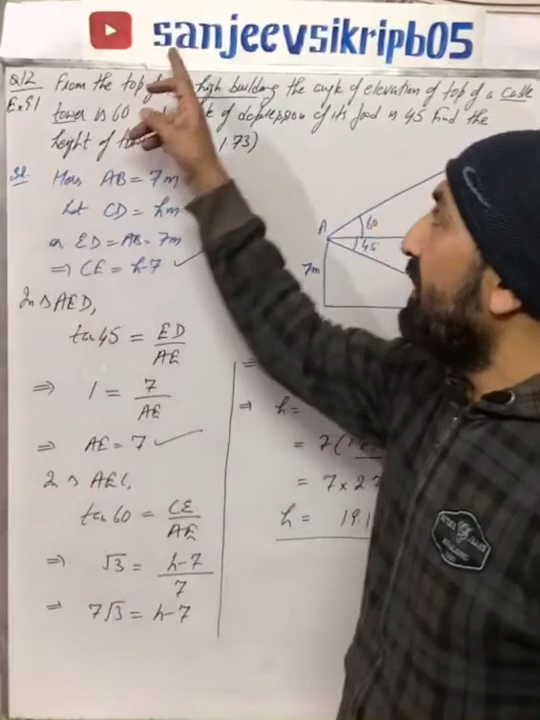 sanjeevsikripb05
Q12 From the top high building the angle of elevation of top of a cable
Ex 9.1 tower is 60 of depression of its foot is 45 find the
height of 1.73)
Sol. Here AB = 7m
Let CD = hm
as ED = AB = 7m
⇒ CE = h-7 ✓
In △AED,
tan 45 = ED/AE
⇒ 1 = 7/AE
⇒ AE = 7 ✓
In △ AEC,
tan 60 = CE/AE
⇒ √3 = h-7/7
⇒ 7√3 = h-7
A 60
45
7m
⇒
⇒ h =
= 7(
= 7 × 2.7
h = 19.1